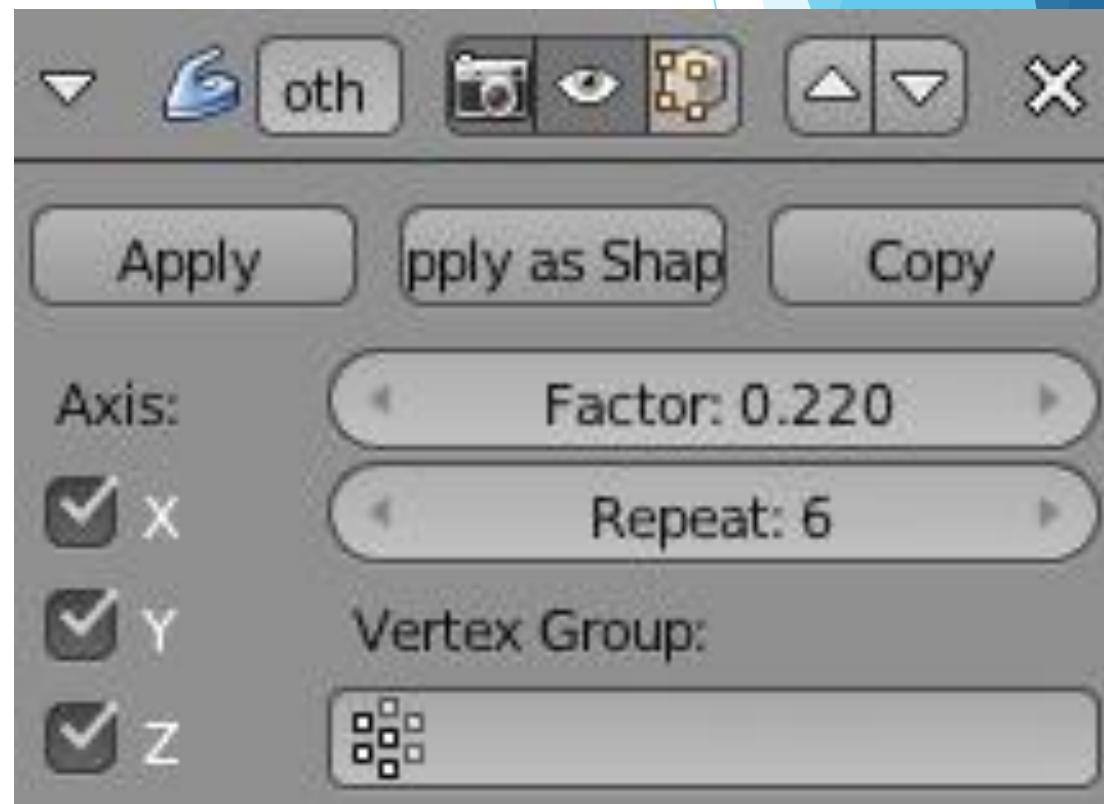 oth
Apply pply as Shap Copy
Axis: Factor: 0.220
X Repeat: 6
Y Vertex Group:
Z